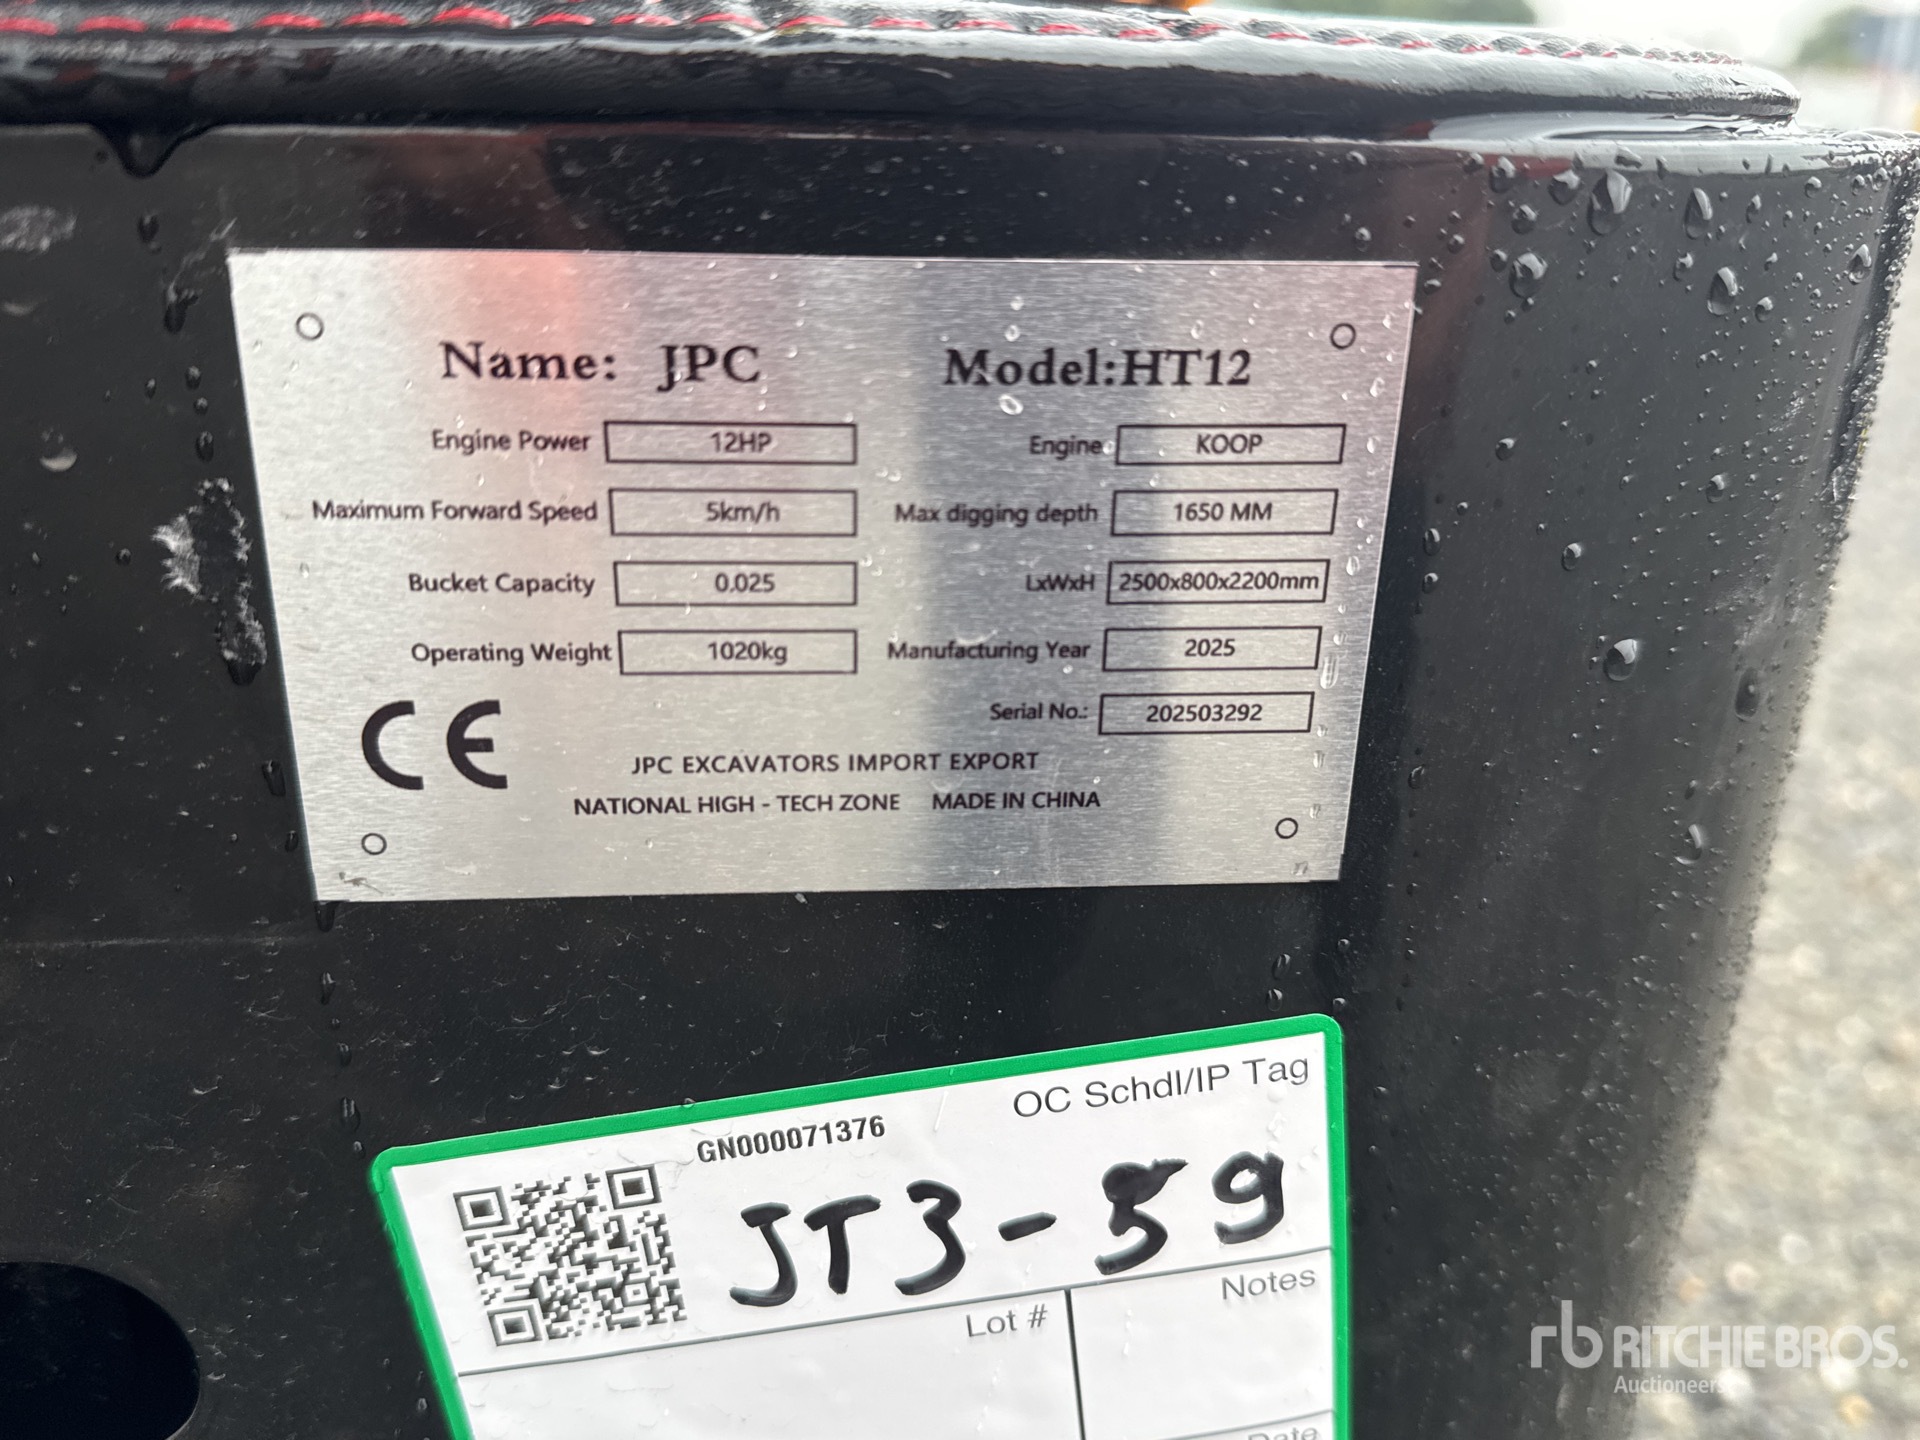 Name: JPC Model:HT12
Engine Power 12HP Engine KOOP
Maximum Forward Speed 5km/h Max digging depth 1650 MM
Bucket Capacity 0.025 LxWxH 2500x800x2200mm
Operating Weight 1020kg Manufacturing Year 2025
Serial No.: 202503292
CE
JPC EXCAVATORS IMPORT EXPORT
NATIONAL HIGH - TECH ZONE MADE IN CHINA
OC Schdl/IP Tag
GN000071376
JT3-59
Lot # Notes
Date
rb RITCHIE BROS.
Auctioneers